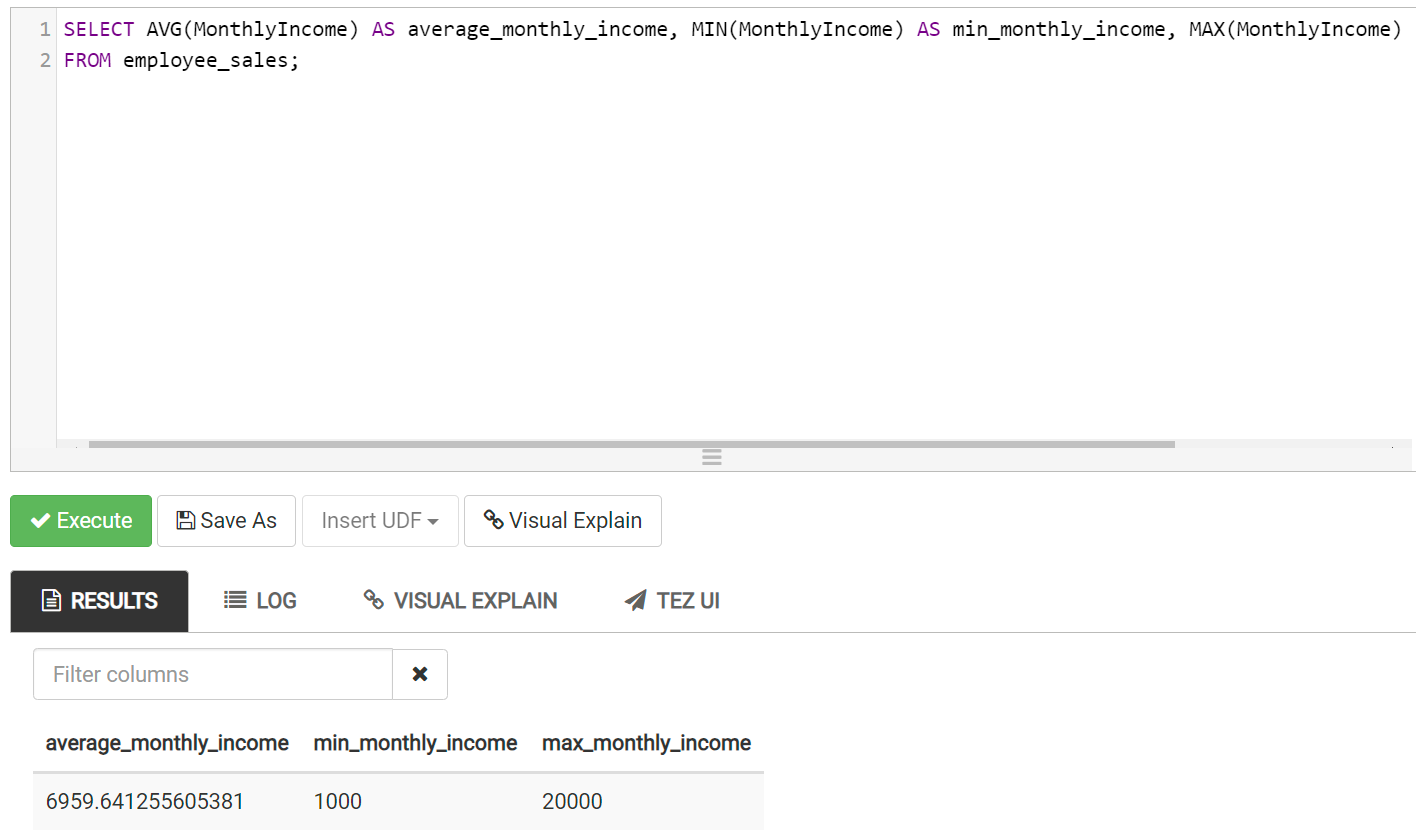 1 SELECT AVG(MonthlyIncome) AS average_monthly_income, MIN(MonthlyIncome) AS min_monthly_income, MAX(MonthlyIncome)
2 FROM employee_sales;
Execute Save As Insert UDF Visual Explain
RESULTS LOG VISUAL EXPLAIN TEZ UI
Filter columns
average_monthly_income min_monthly_income max_monthly_income
6959.641255605381 1000 20000